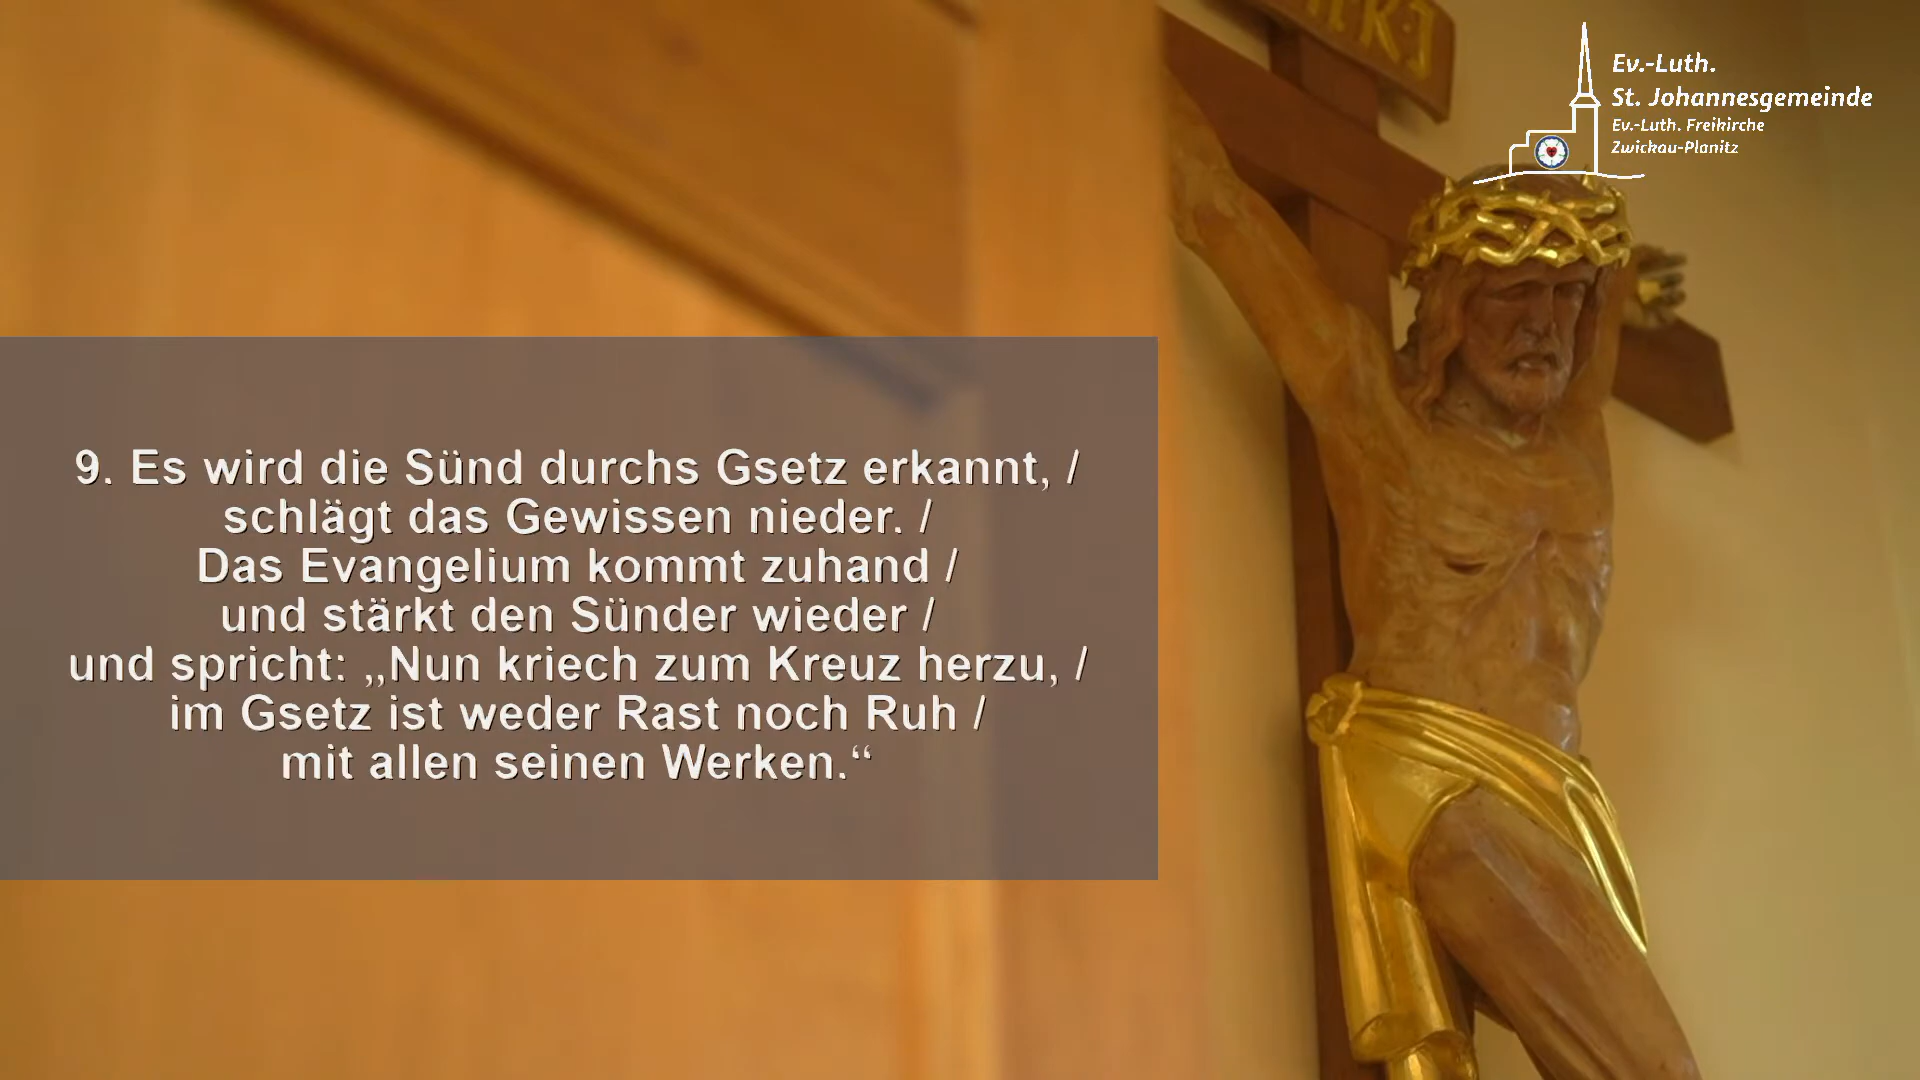 Ev.-Luth.
St. Johannesgemeinde
Ev.-Luth. Freikirche
Zwickau-Planitz
9. Es wird die Sünd durchs Gsetz erkannt, /
schlägt das Gewissen nieder. /
Das Evangelium kommt zuhand /
und stärkt den Sünder wieder /
und spricht: „Nun kriech zum Kreuz herzu, /
im Gsetz ist weder Rast noch Ruh /
mit allen seinen Werken.“